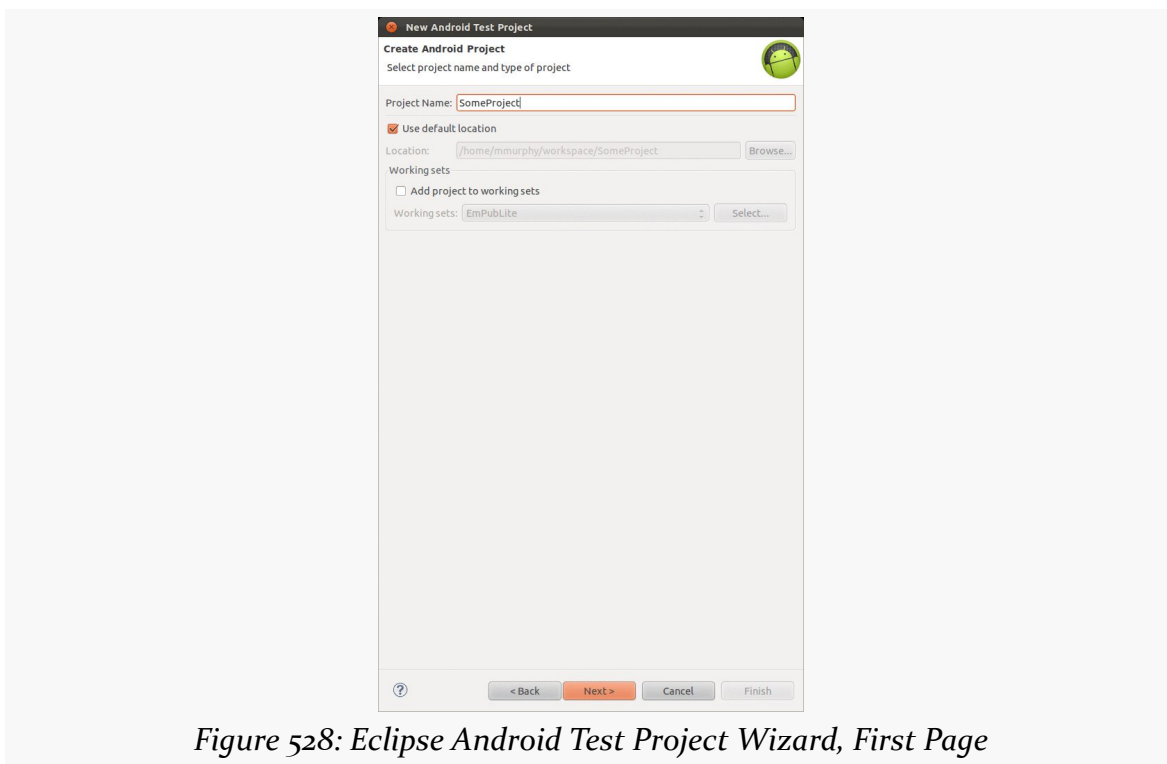 New Android Test Project
Create Android Project
Select project name and type of project
Project Name: SomeProject
Use default location
Location: /home/mmurphy/workspace/SomeProject Browse...
Working sets
Add project to working sets
Working sets: EmPubLite Select...
? < Back Next > Cancel Finish
Figure 528: Eclipse Android Test Project Wizard, First Page